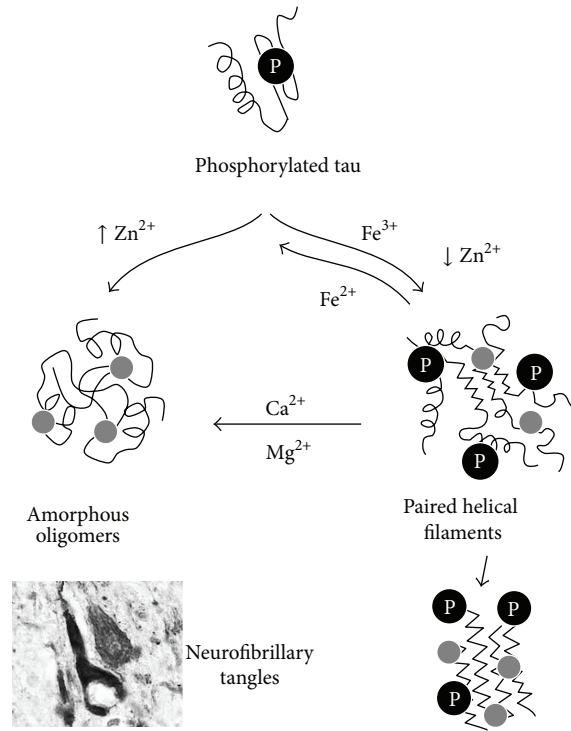 P
Phosphorylated tau
↑ Zn²⁺
Fe³⁺
↓ Zn²⁺
Fe²⁺
P
P
Ca²⁺
Mg²⁺
P
Amorphous
oligomers
Paired helical
filaments
P
P
Neurofibrillary
tangles
P